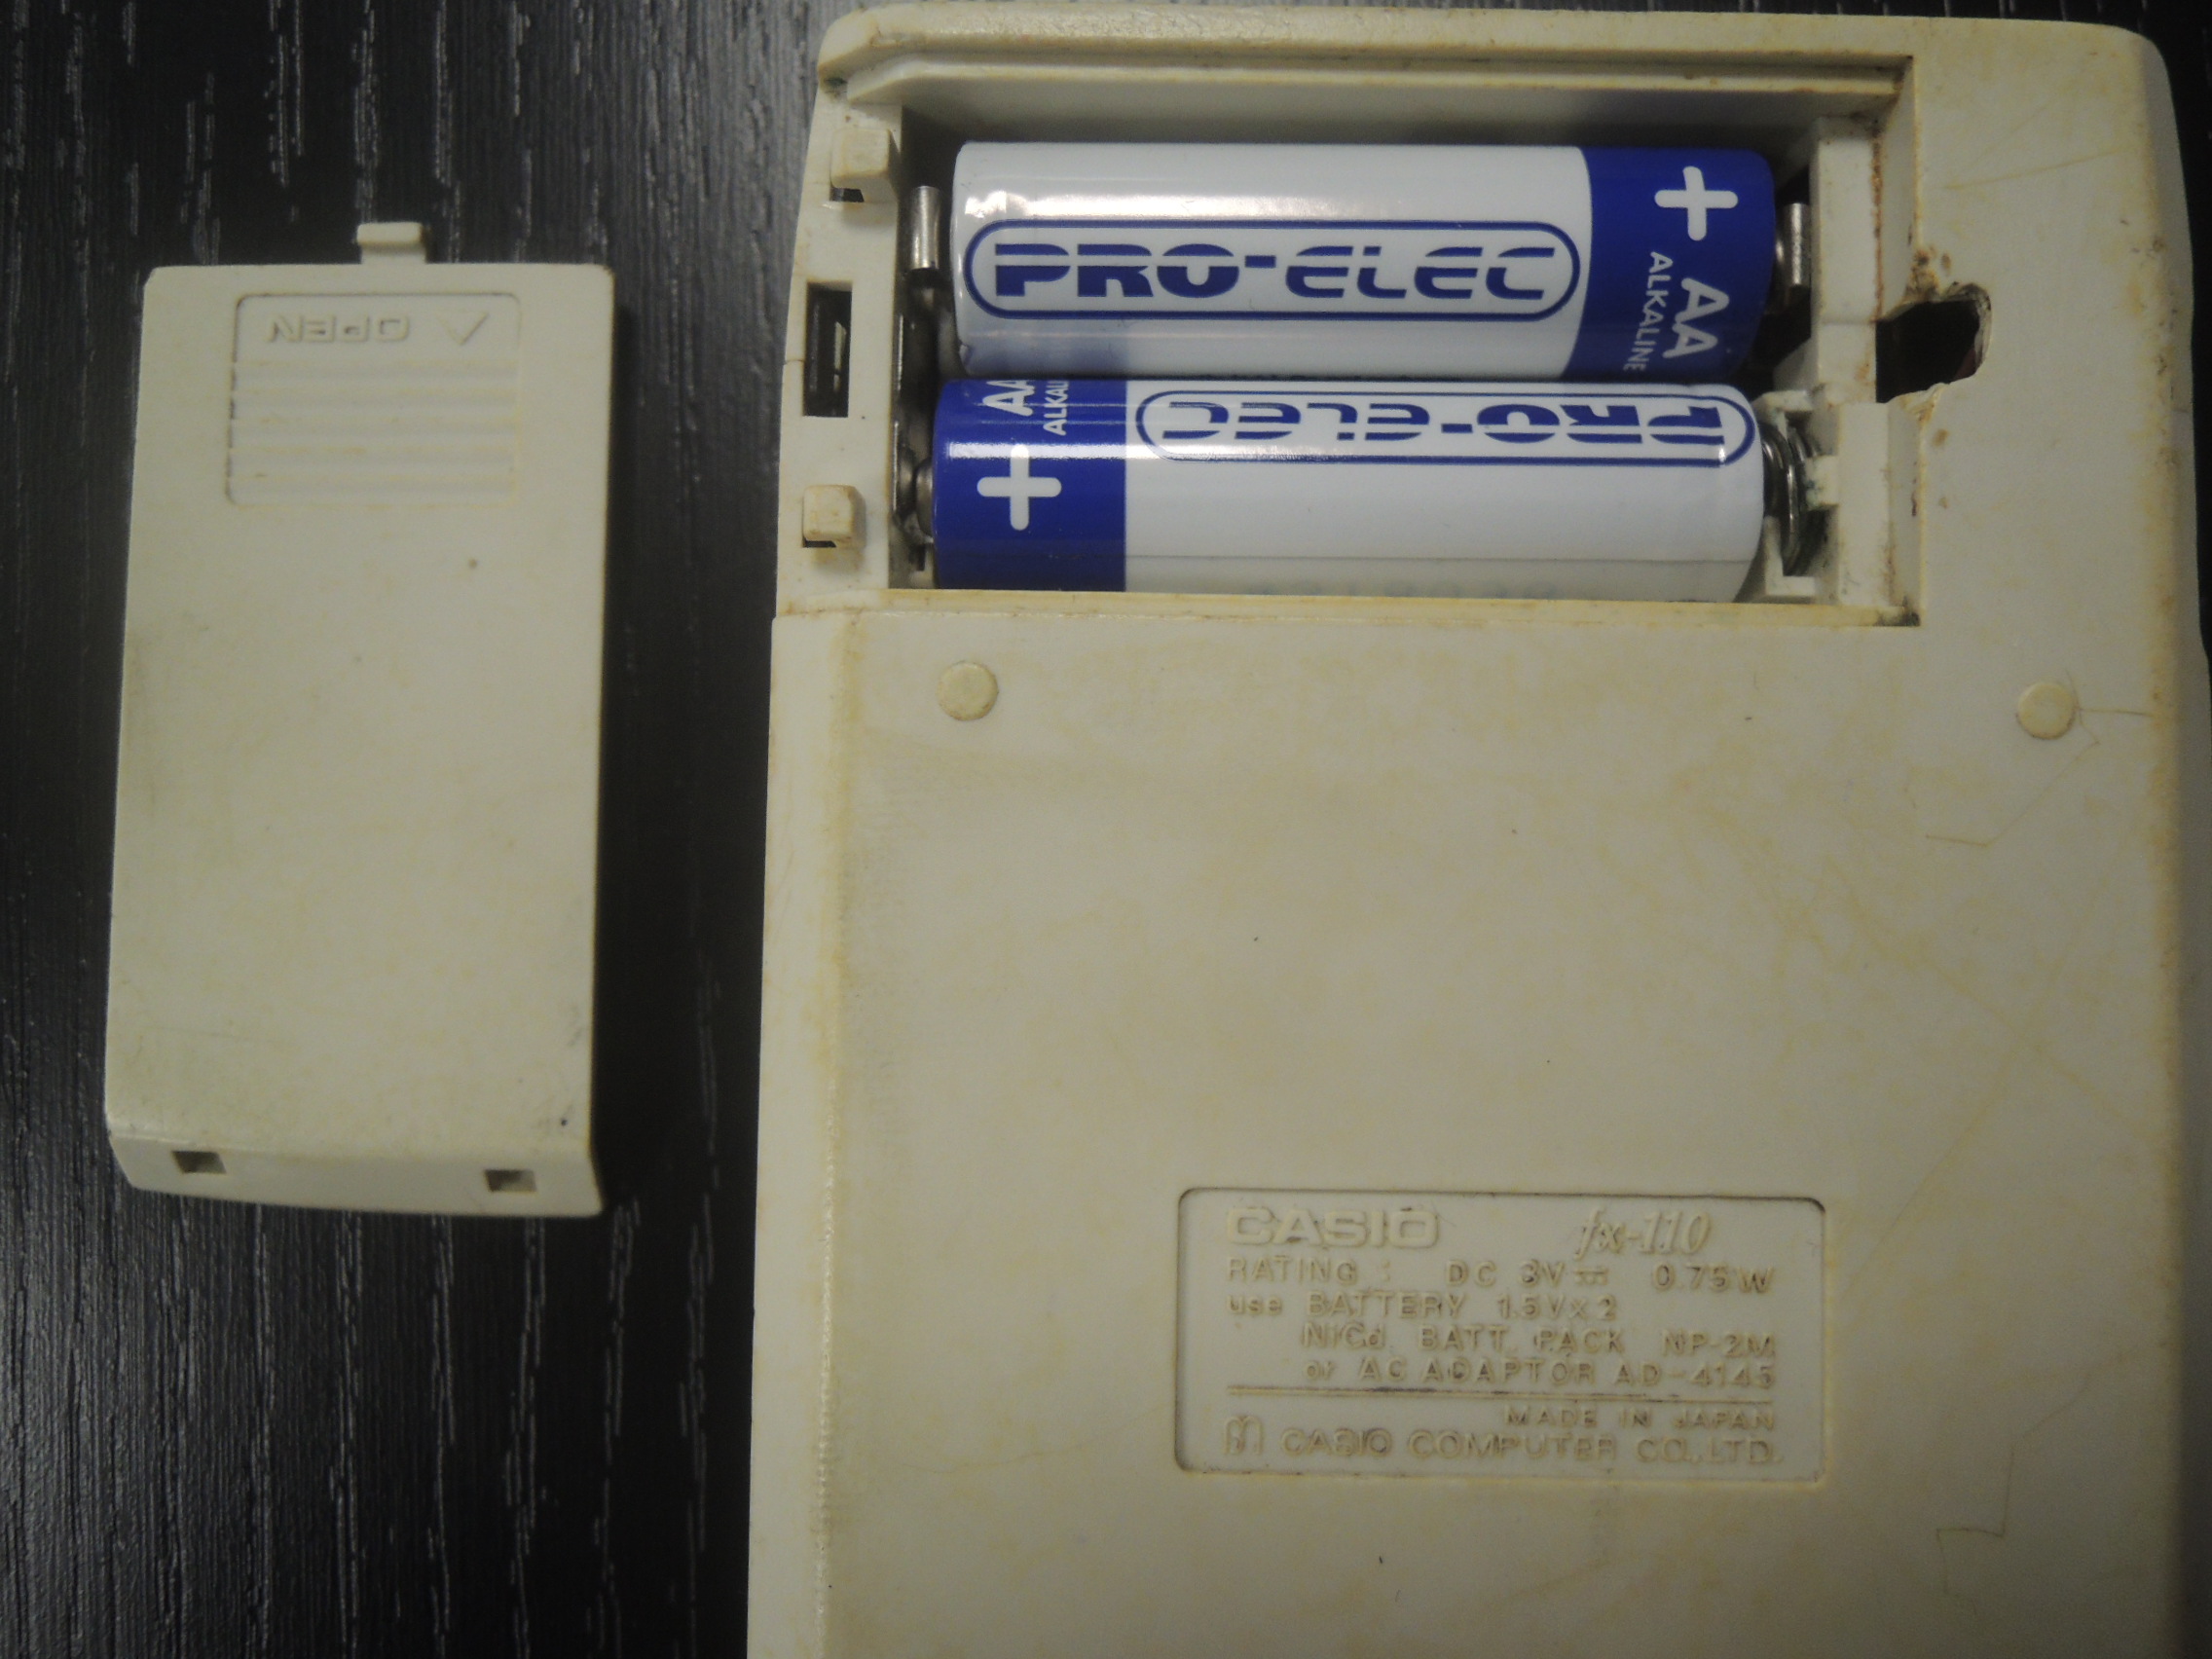 OPEN
PRO-ELEC
+ AA
ALKALINE
+ AA
ALKAL
PRO-ELEC
CASIO fx-110
RATING : DC 3V⎓ 0.75W
use BATTERY 1.5V×2
NiCd BATT. PACK NP-2M
or AC ADAPTOR AD-4145
MADE IN JAPAN
CASIO COMPUTER CO., LTD.